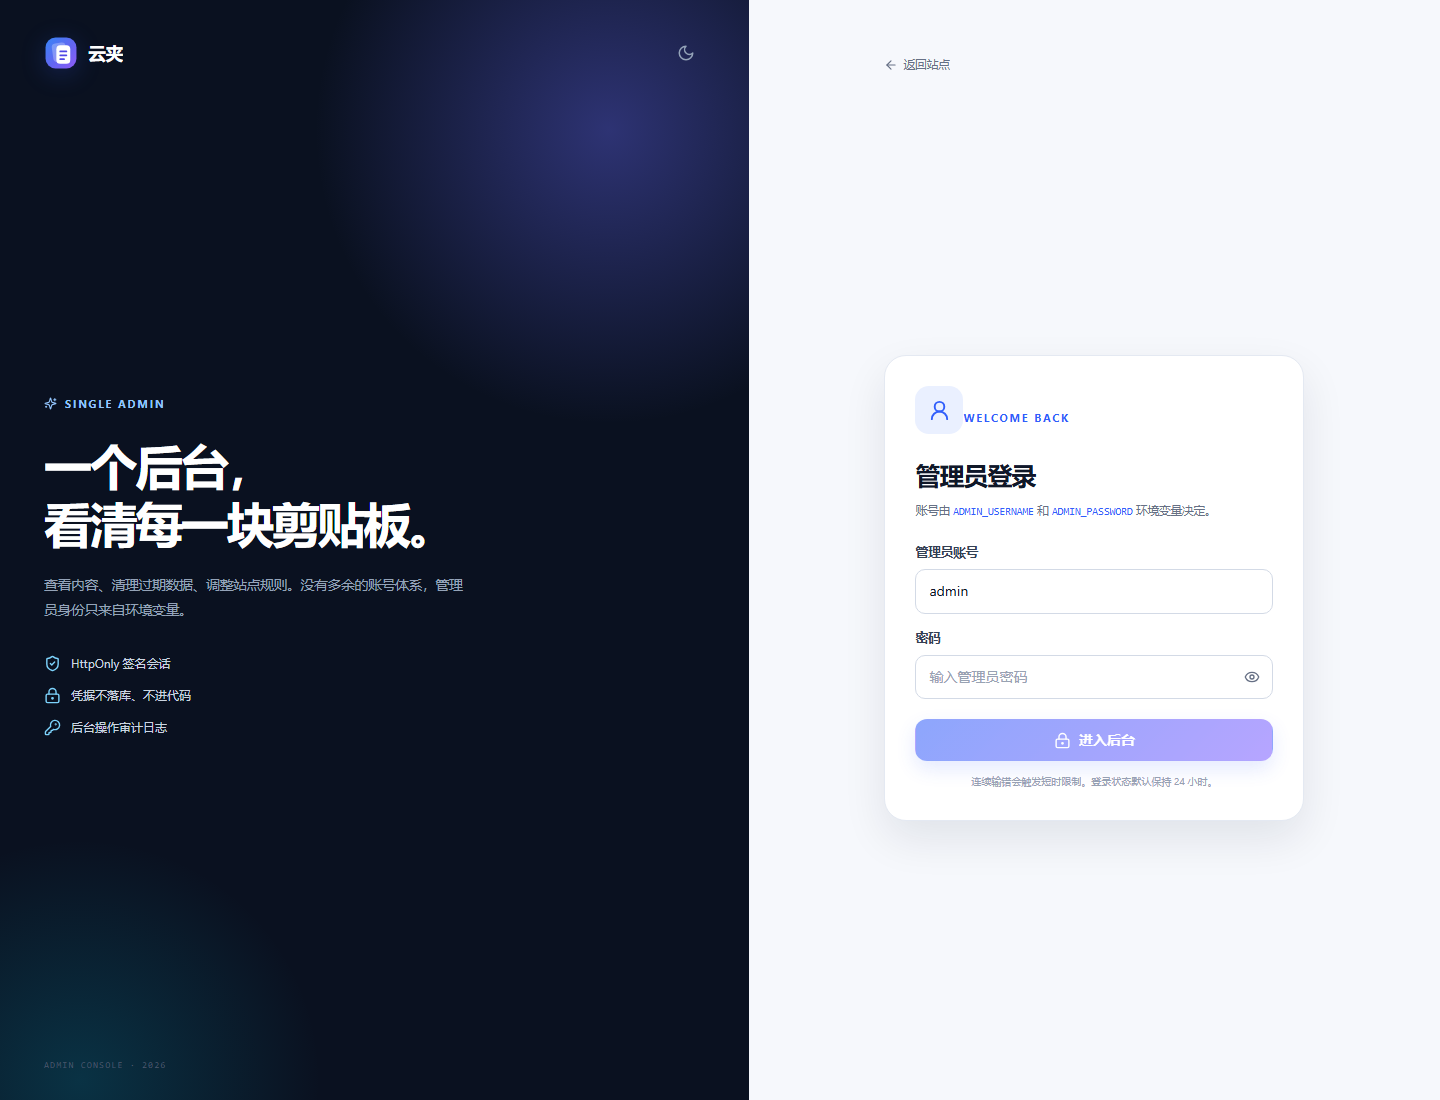 云夹
SINGLE ADMIN
一个后台，
看清每一块剪贴板。
查看内容、清理过期数据、调整站点规则。没有多余的账号体系，管理
员身份只来自环境变量。
HttpOnly 签名会话
凭据不落库、不进代码
后台操作审计日志
ADMIN CONSOLE · 2026
返回站点
WELCOME BACK
管理员登录
账号由 ADMIN_USERNAME 和 ADMIN_PASSWORD 环境变量决定。
管理员账号
admin
密码
输入管理员密码
进入后台
连续输错会触发短时限制。登录状态默认保持 24 小时。